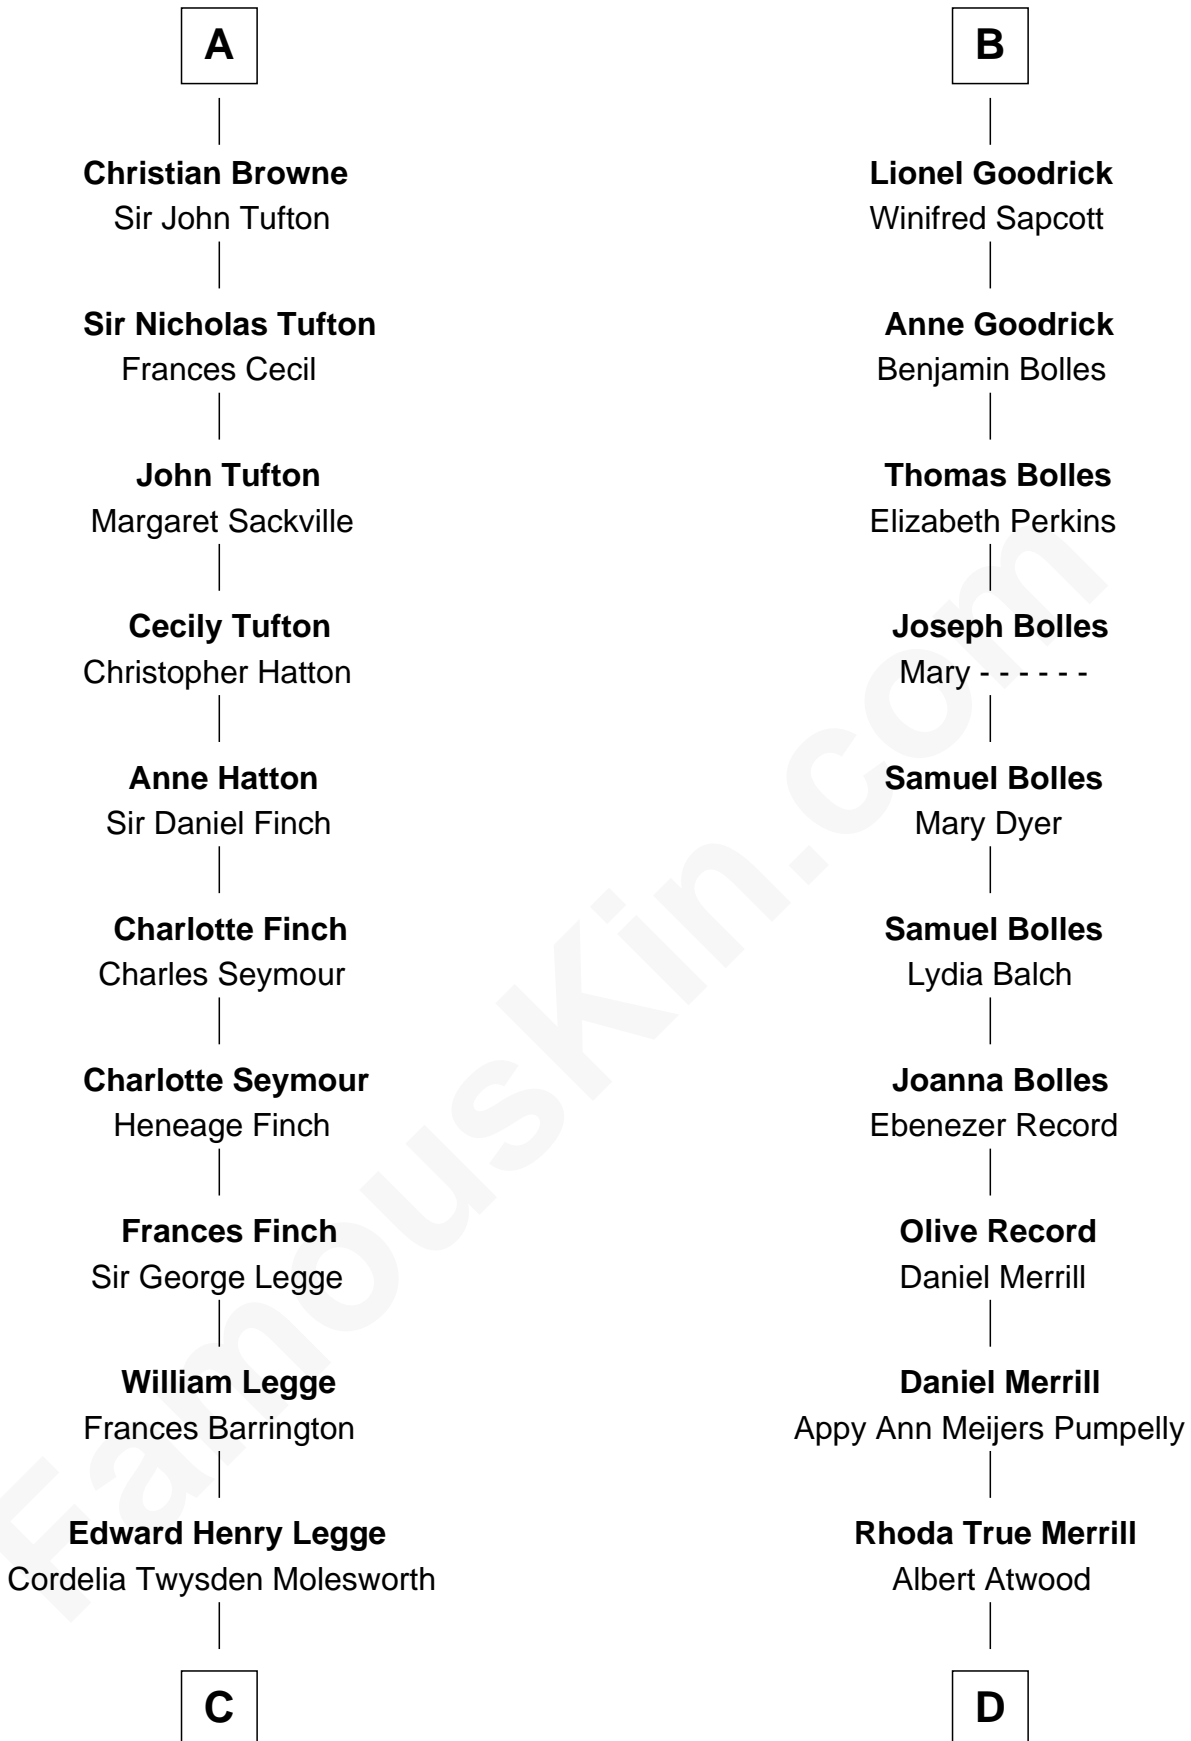 A
Christian Browne
Sir John Tufton
Sir Nicholas Tufton
Frances Cecil
John Tufton
Margaret Sackville
Cecily Tufton
Christopher Hatton
Anne Hatton
Sir Daniel Finch
Charlotte Finch
Charles Seymour
Charlotte Seymour
Heneage Finch
Frances Finch
Sir George Legge
William Legge
Frances Barrington
Edward Henry Legge
Cordelia Twysden Molesworth
C
B
Lionel Goodrick
Winifred Sapcott
Anne Goodrick
Benjamin Bolles
Thomas Bolles
Elizabeth Perkins
Joseph Bolles
Mary - - - - - -
Samuel Bolles
Mary Dyer
Samuel Bolles
Lydia Balch
Joanna Bolles
Ebenezer Record
Olive Record
Daniel Merrill
Daniel Merrill
Appy Ann Meijers Pumpelly
Rhoda True Merrill
Albert Atwood
D
FamousKin.com